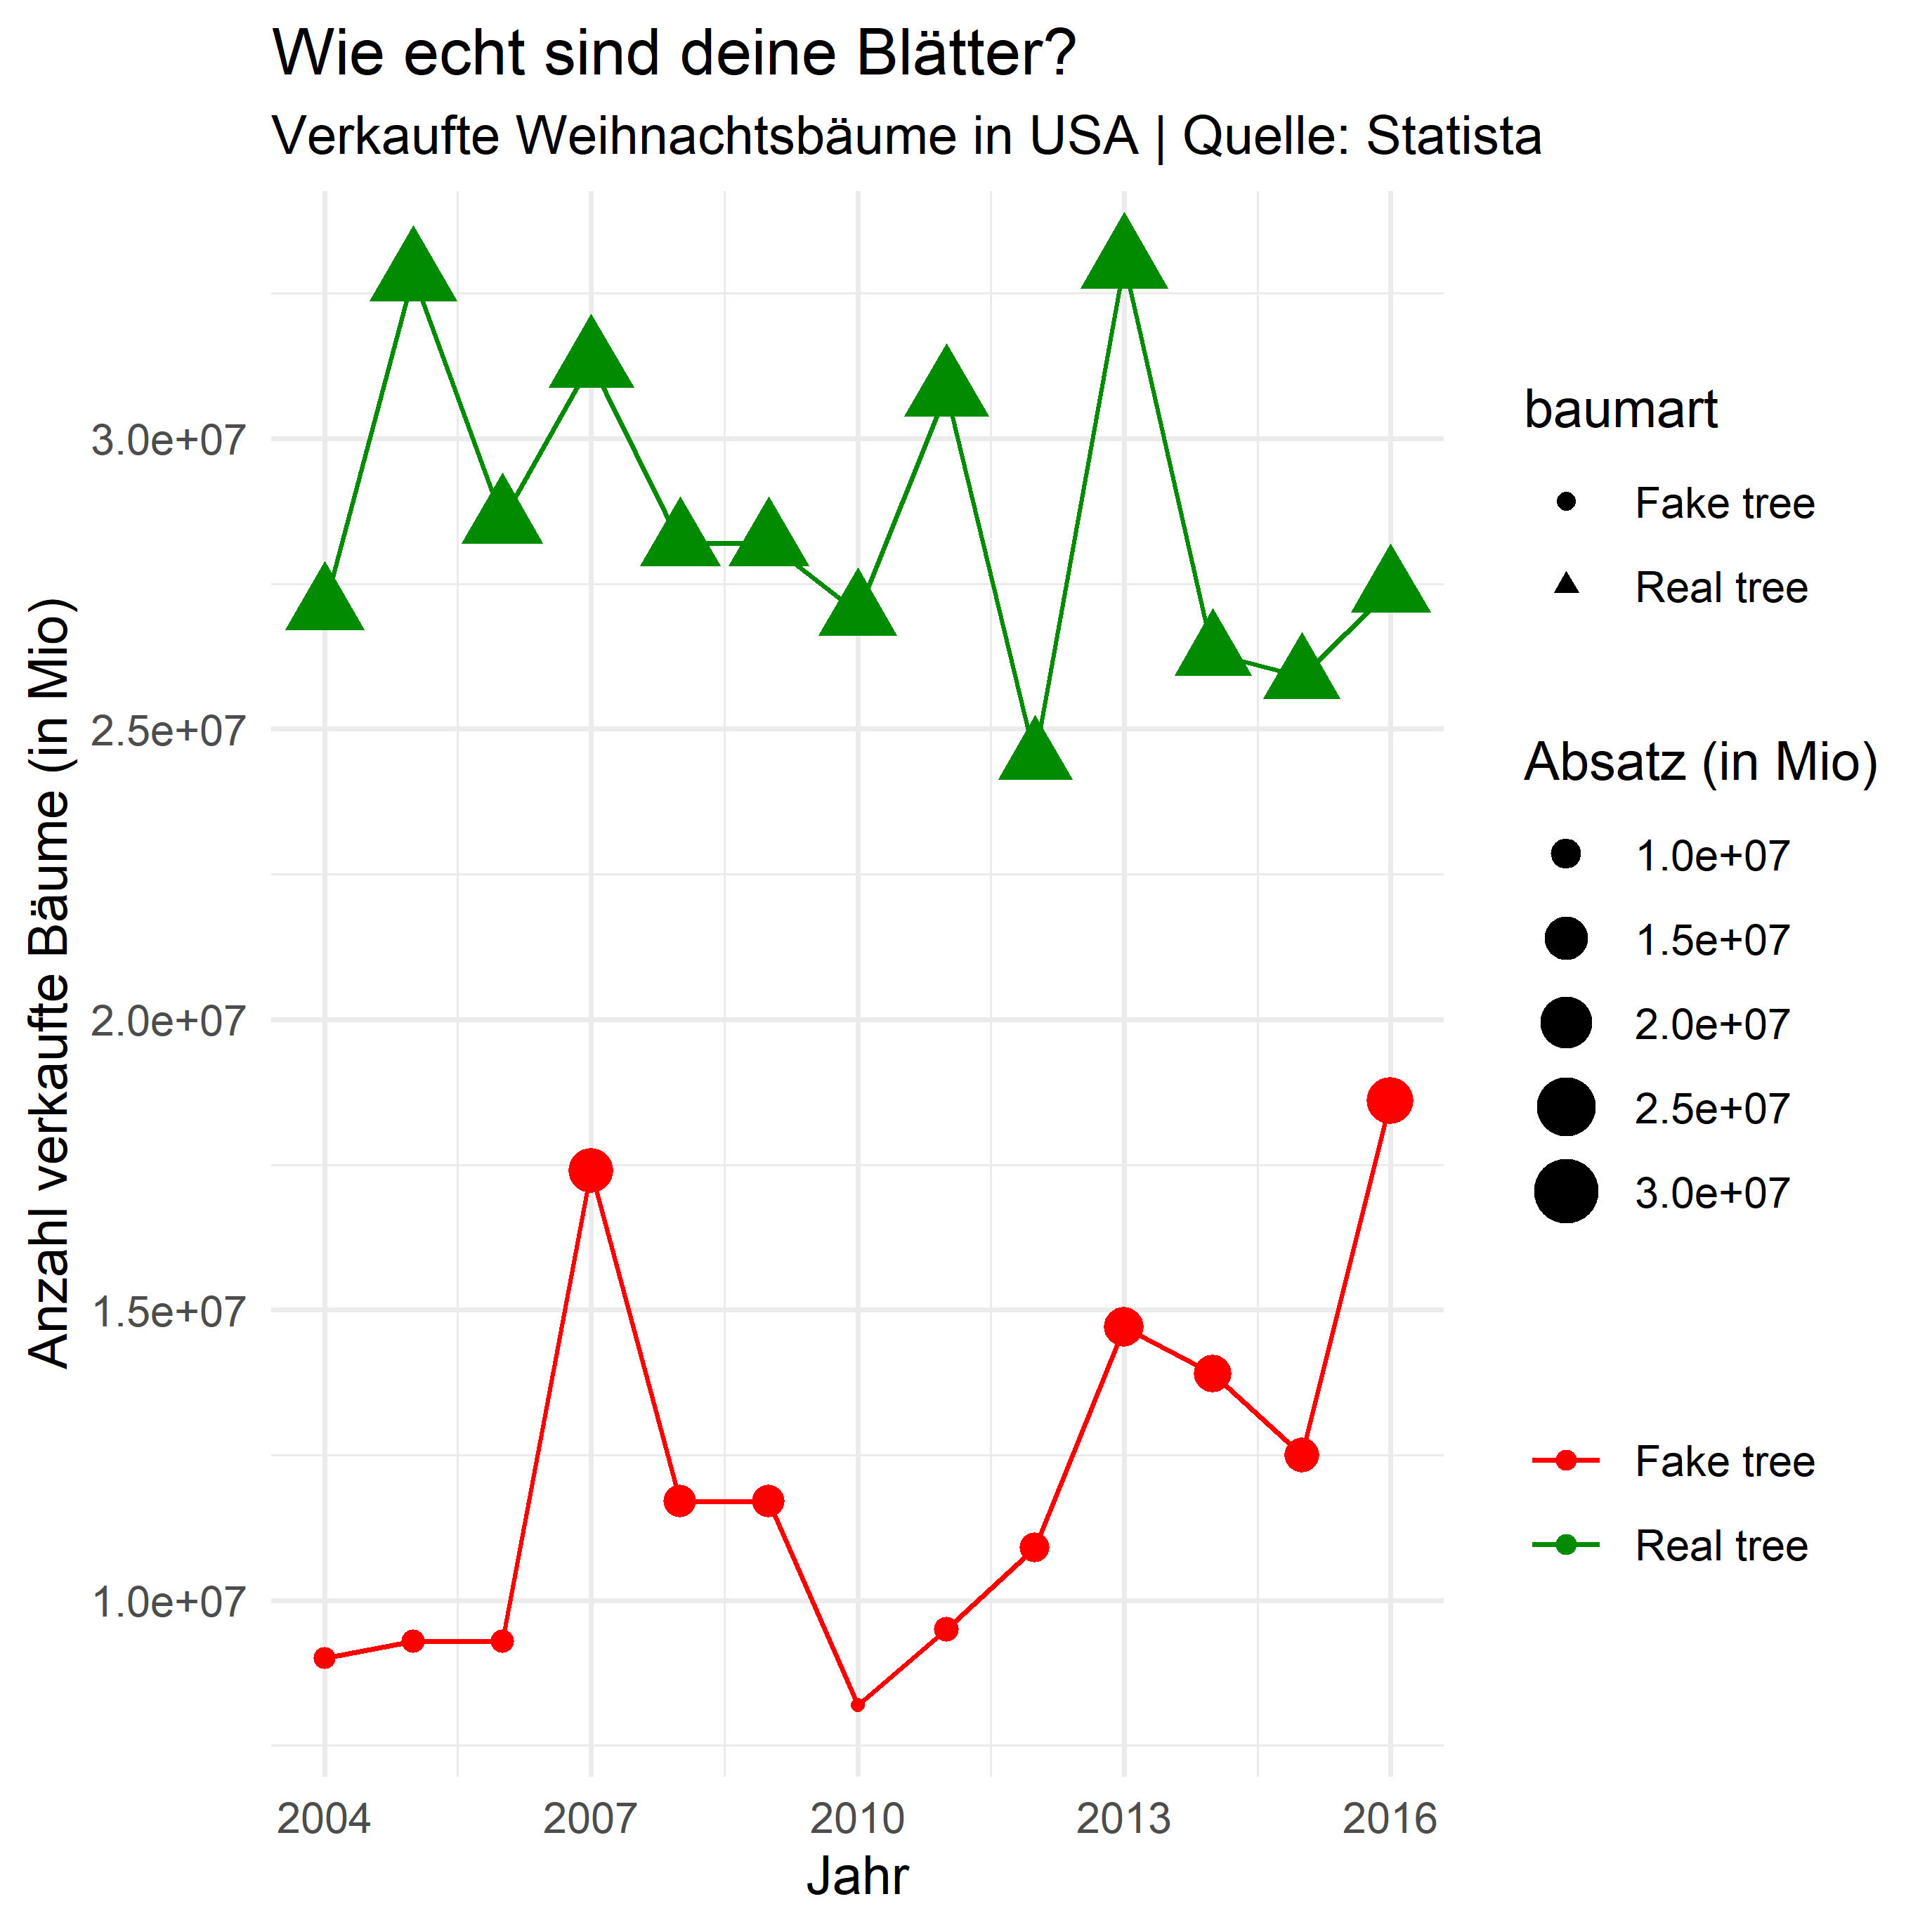 Wie echt sind deine Blätter?
Verkaufte Weihnachtsbäume in USA | Quelle: Statista
Anzahl verkaufte Bäume (in Mio)
3.0e+07
2.5e+07
2.0e+07
1.5e+07
1.0e+07
2004
2007
2010
2013
2016
Jahr
baumart
Fake tree
Real tree
Absatz (in Mio)
1.0e+07
1.5e+07
2.0e+07
2.5e+07
3.0e+07
Fake tree
Real tree